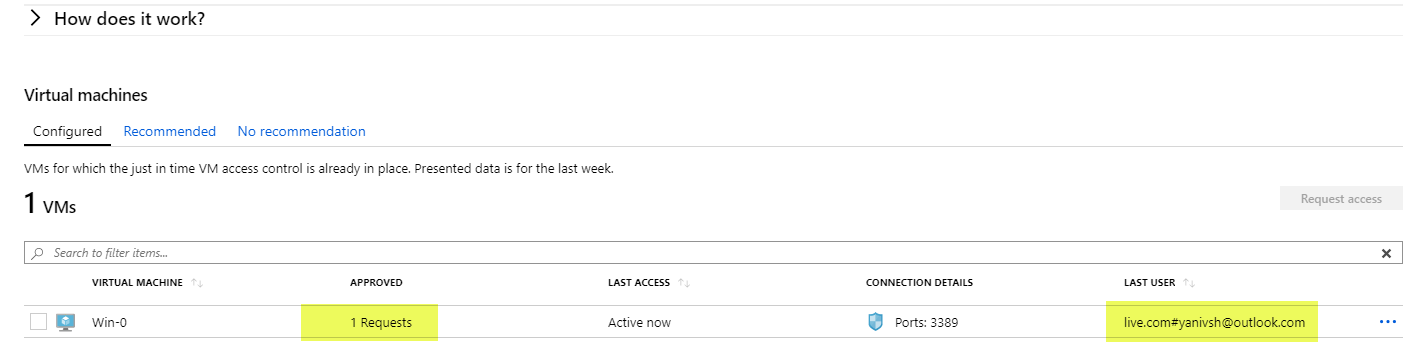 How does it work?
Virtual machines
Configured Recommended No recommendation
VMs for which the just in time VM access control is already in place. Presented data is for the last week.
1 VMs
Request access
Search to filter items...
VIRTUAL MACHINE APPROVED LAST ACCESS CONNECTION DETAILS LAST USER
Win-0 1 Requests Active now Ports: 3389 live.com#yanivsh@outlook.com